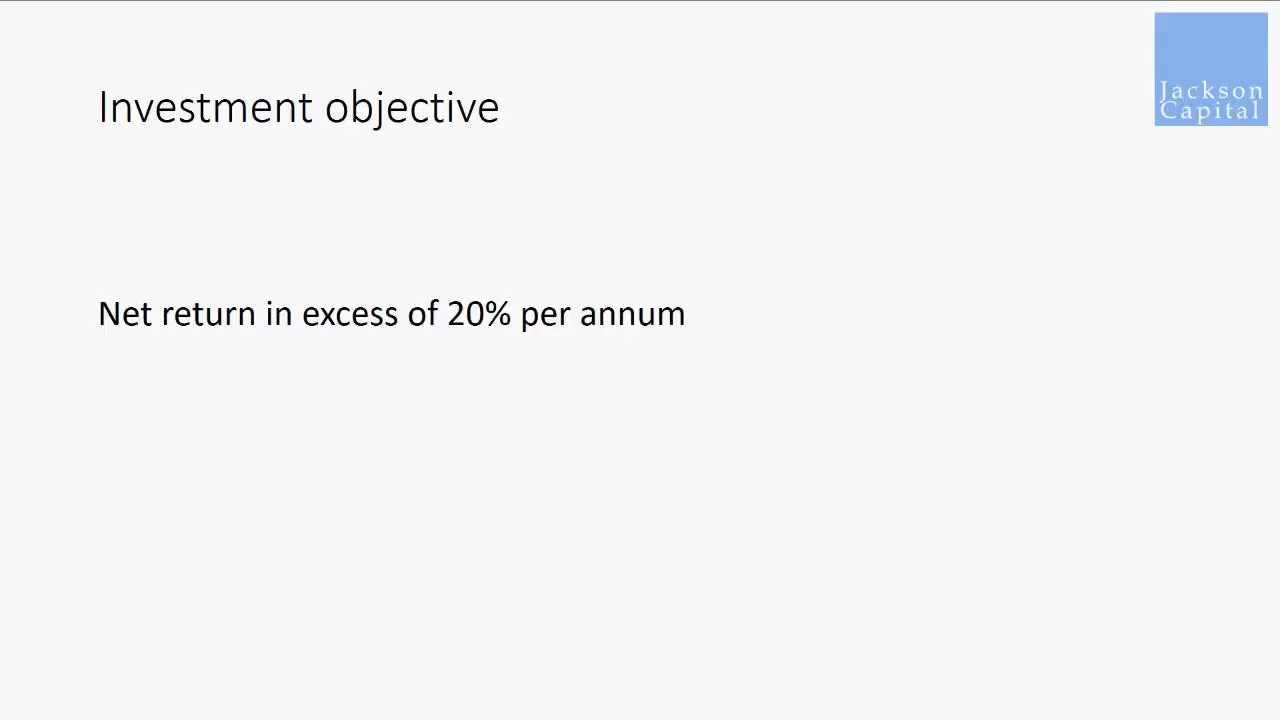 Jackson
Capital
Investment objective
Net return in excess of 20% per annum